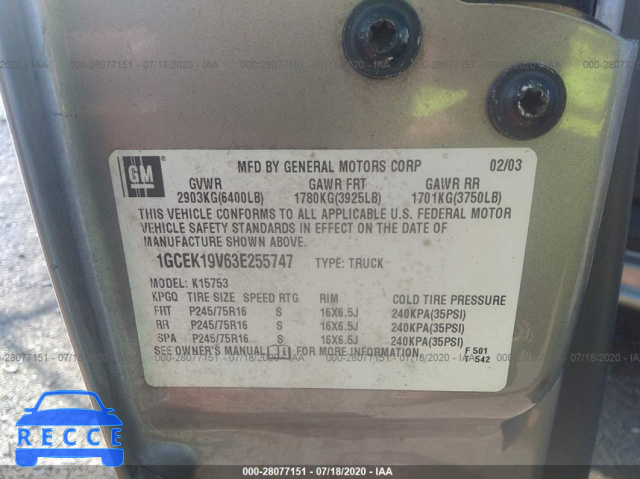 000-28077151 - 07/18/2020 - IAA
GM
MFD BY GENERAL MOTORS CORP 02/03
GVWR GAWR FRT GAWR RR
2903KG(6400LB) 1780KG(3925LB) 1701KG(3750LB)
THIS VEHICLE CONFORMS TO ALL APPLICABLE U.S. FEDERAL MOTOR
VEHICLE SAFETY STANDARDS IN EFFECT ON THE DATE OF
MANUFACTURE SHOWN ABOVE.
1GCEK19V63E255747 TYPE: TRUCK
MODEL: K15753
KPGQ TIRE SIZE SPEED RTG RIM COLD TIRE PRESSURE
FRT P245/75R16 S 16X6.5J 240KPA(35PSI)
RR P245/75R16 S 16X6.5J 240KPA(35PSI)
SPA P245/75R16 S 16X6.5J 240KPA(35PSI)
SEE OWNER'S MANUAL FOR MORE INFORMATION.
F 501
T 542
RECECCE
000-28077151 - 07/18/2020 - IAA